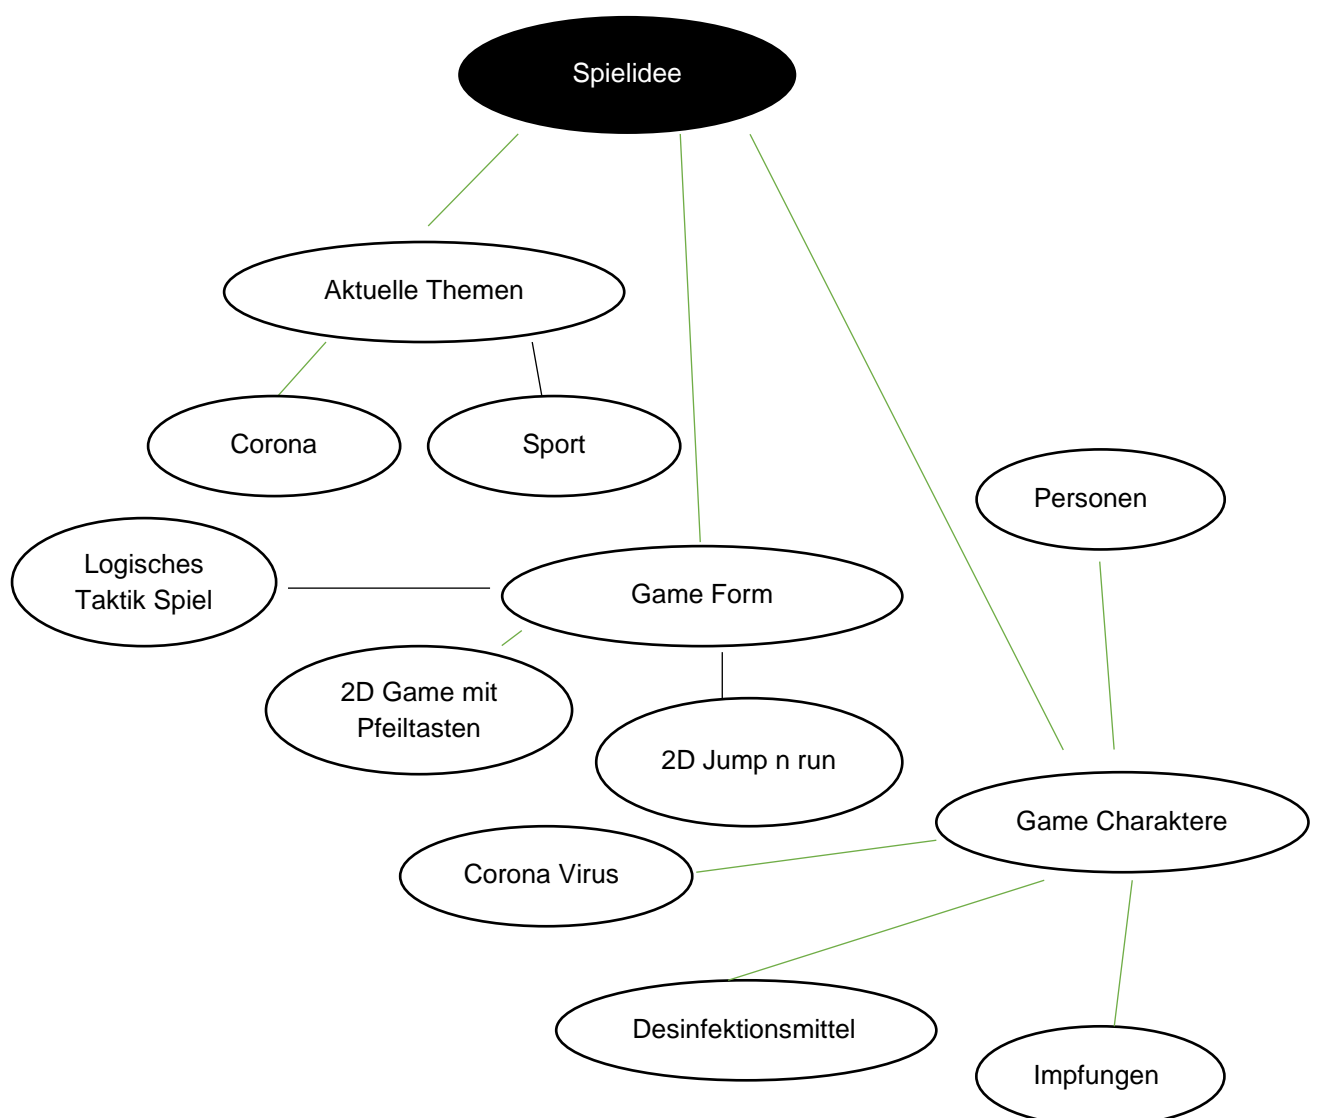 Spielidee
Aktuelle Themen
Corona
Sport
Personen
Logisches
Taktik Spiel
Game Form
2D Game mit
Pfeiltasten
2D Jump n run
Game Charaktere
Corona Virus
Desinfektionsmittel
Impfungen